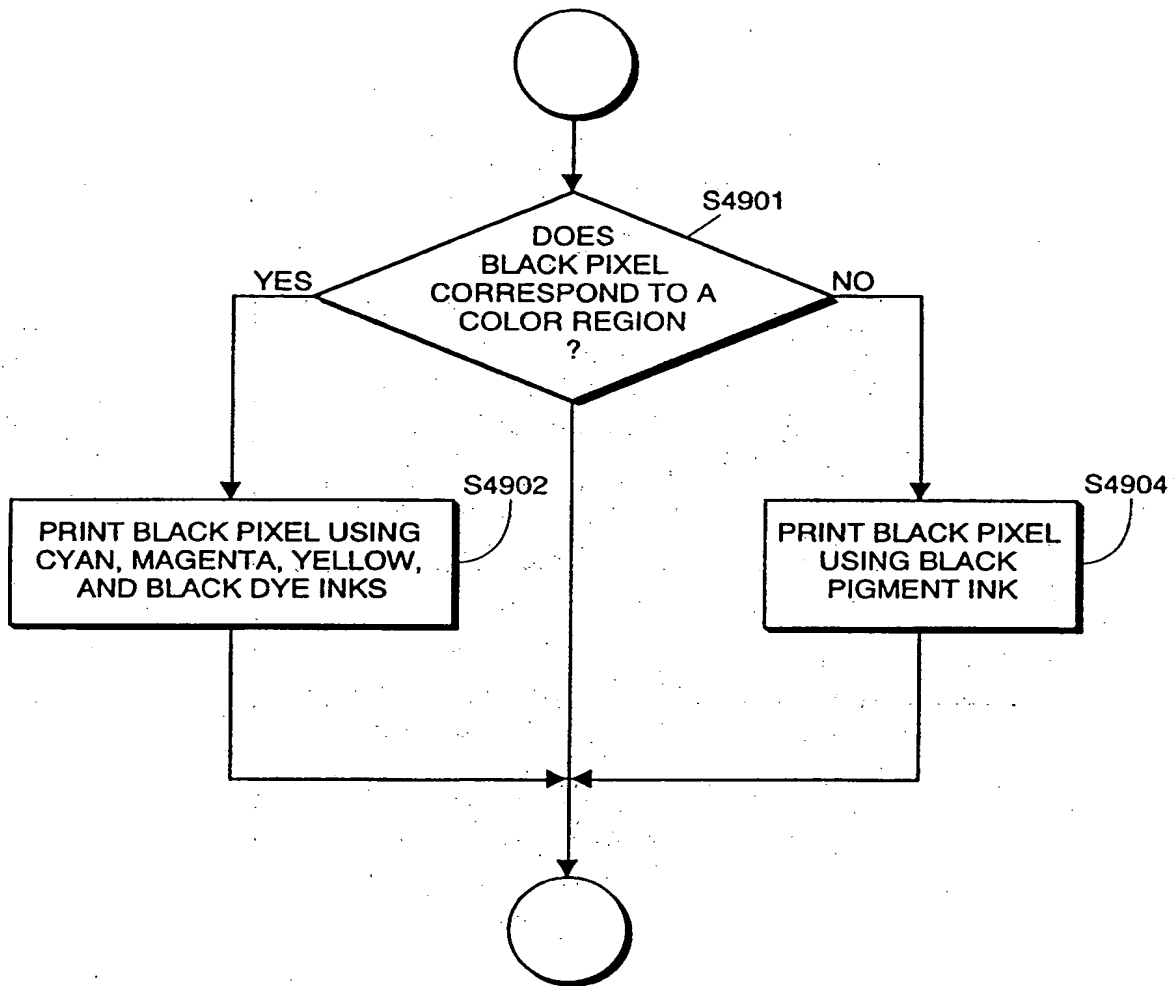 S4901
DOES
BLACK PIXEL
CORRESPOND TO A
COLOR REGION
?
YES
NO
S4902
PRINT BLACK PIXEL USING
CYAN, MAGENTA, YELLOW,
AND BLACK DYE INKS
S4904
PRINT BLACK PIXEL
USING BLACK
PIGMENT INK